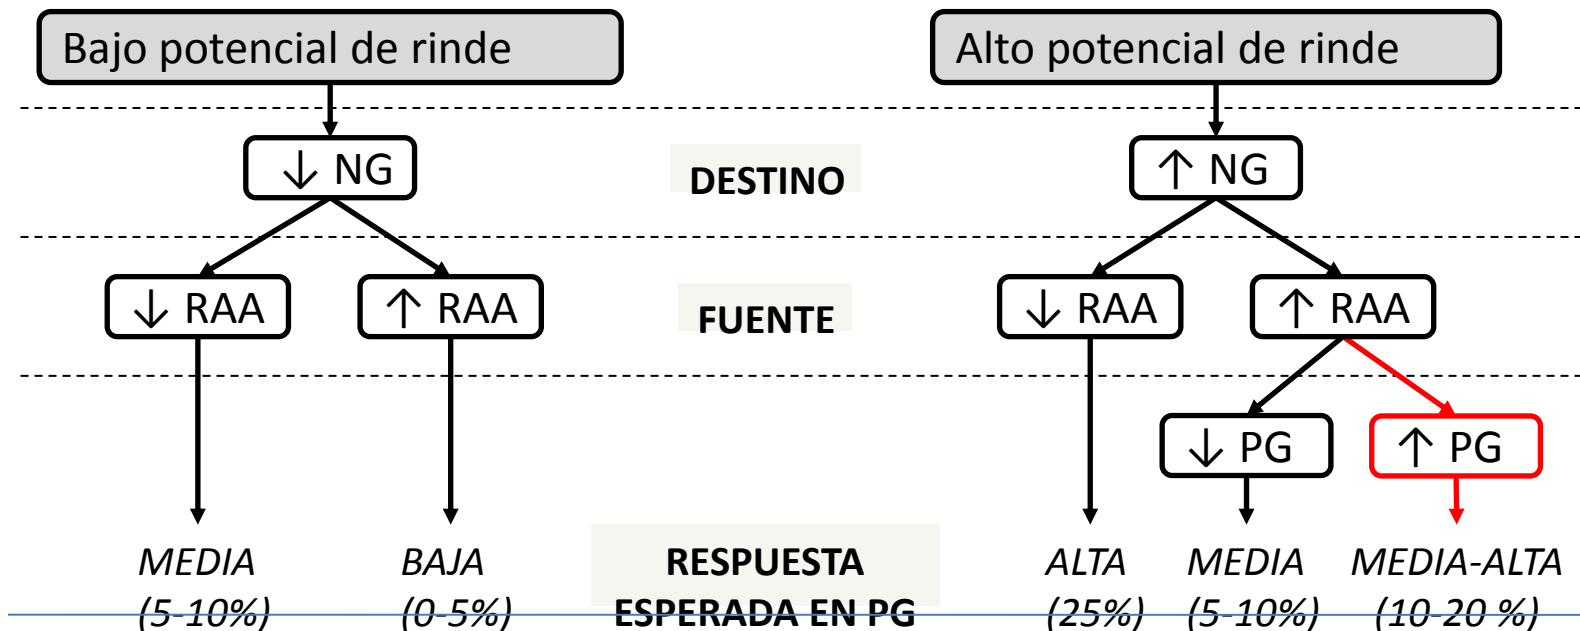 Bajo potencial de rinde
Alto potencial de rinde
↓ NG
DESTINO
↑ NG
↓ RAA
↑ RAA
FUENTE
↓ RAA
↑ RAA
↓ PG
↑ PG
MEDIA
BAJA
RESPUESTA
ALTA
MEDIA
MEDIA-ALTA
(5-10%)
(0-5%)
ESPERADA EN PG
(25%)
(5-10%)
(10-20 %)